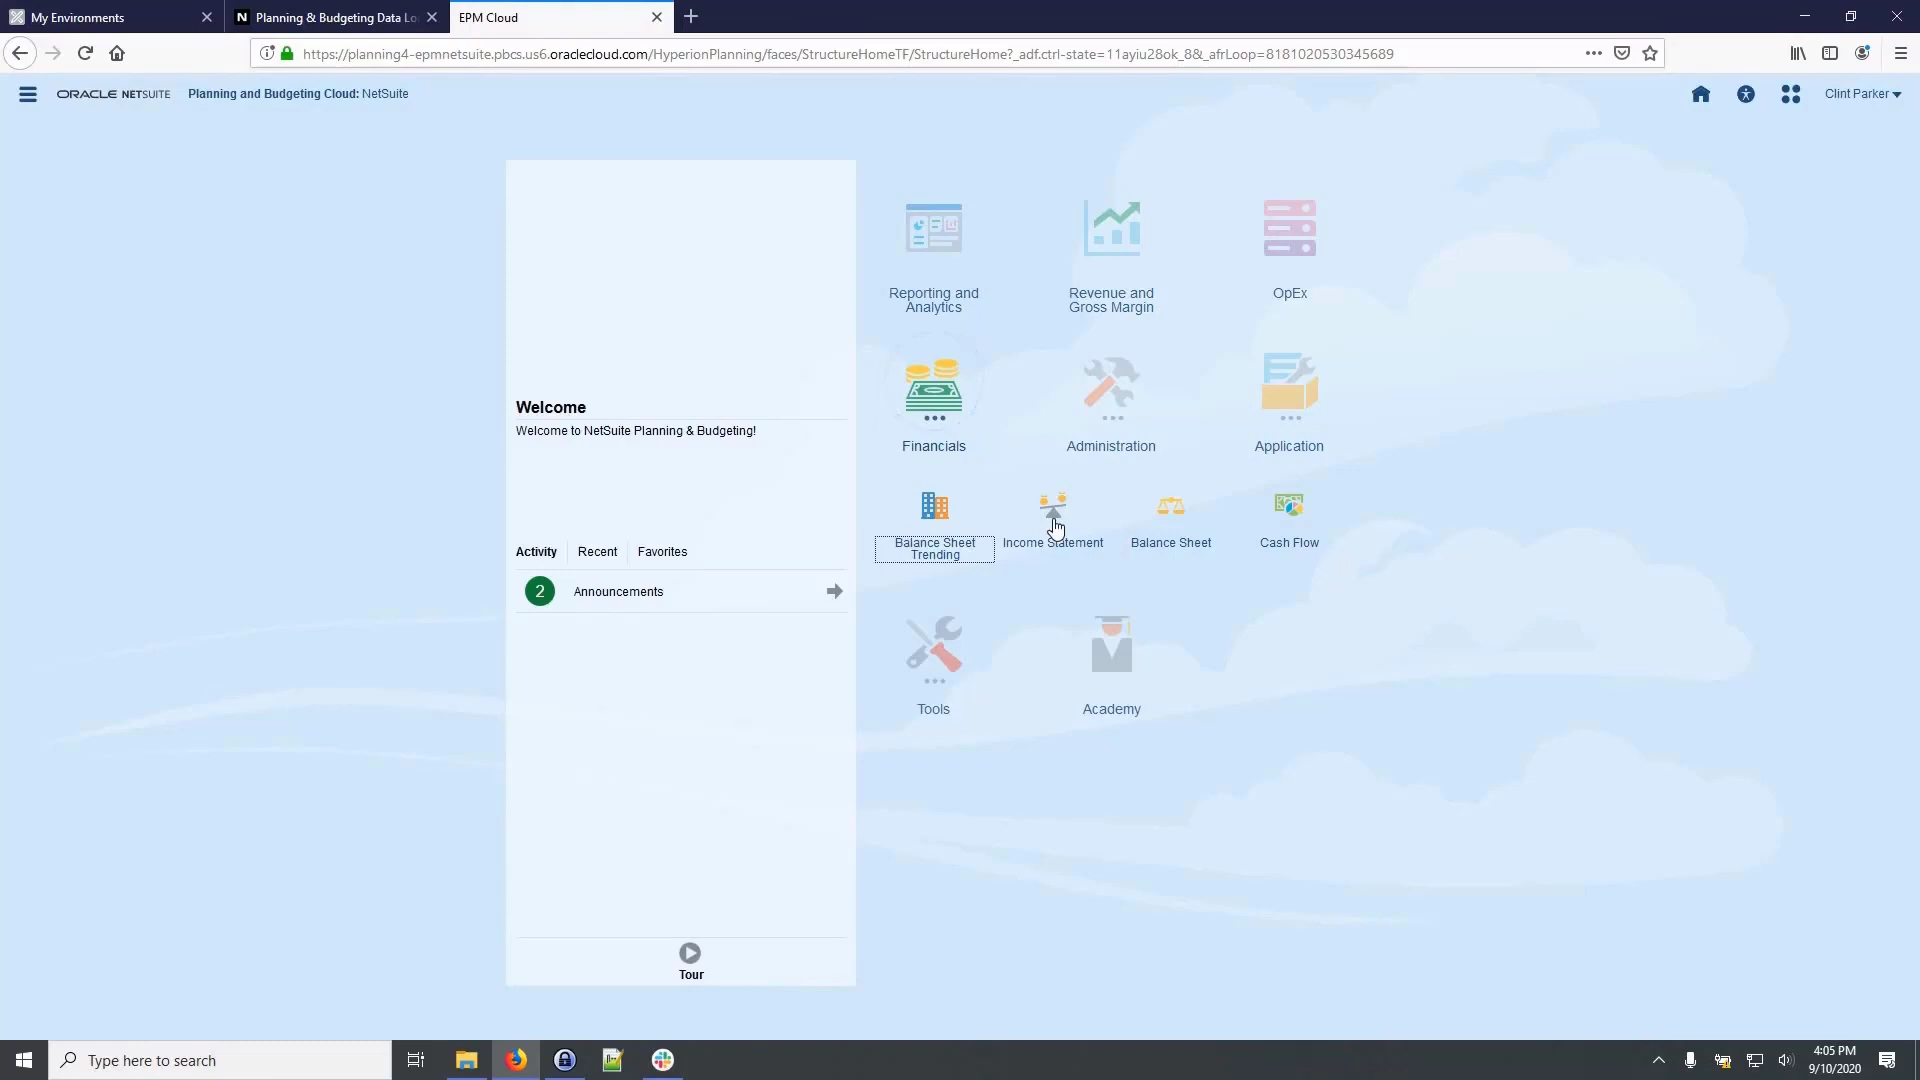 My Environments
N Planning & Budgeting Data Lo
EPM Cloud
https://planning4-epmnetsuite.pbcs.us6.oraclecloud.com/HyperionPlanning/faces/StructureHomeTF/StructureHome?_adf.ctrl-state=11ayiu28ok_8&_afrLoop=8181020530345689
ORACLE NETSUITE
Planning and Budgeting Cloud: NetSuite
Clint Parker
Reporting and
Analytics
Revenue and
Gross Margin
OpEx
Welcome
Welcome to NetSuite Planning & Budgeting!
Financials
Administration
Application
Balance Sheet
Trending
Income Statement
Balance Sheet
Cash Flow
Activity
Recent
Favorites
2 Announcements
Tools
Academy
Tour
Type here to search
4:05 PM
9/10/2020